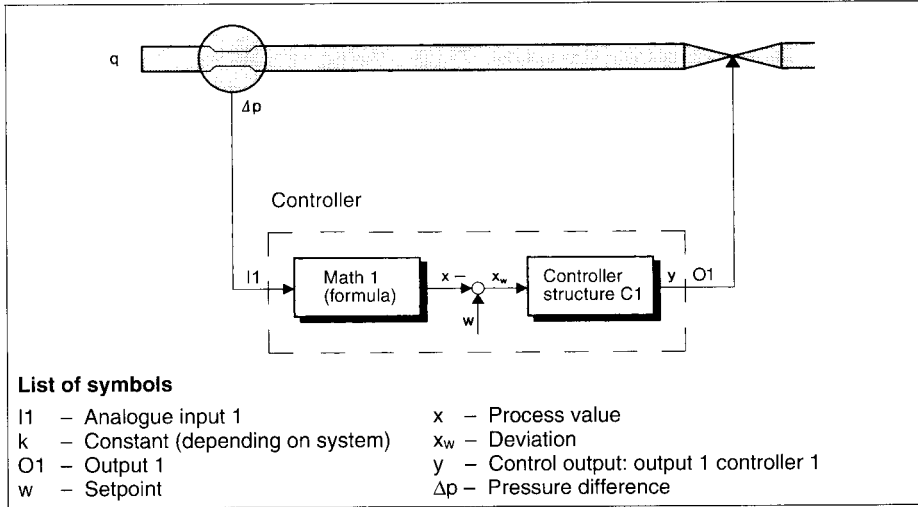 q
Δp
Controller
I1
Math 1
(formula)
x –
w
x_w
Controller
structure C1
y
O1
List of symbols
I1 – Analogue input 1
k – Constant (depending on system)
O1 – Output 1
w – Setpoint
x – Process value
x_w – Deviation
y – Control output: output 1 controller 1
Δp – Pressure difference